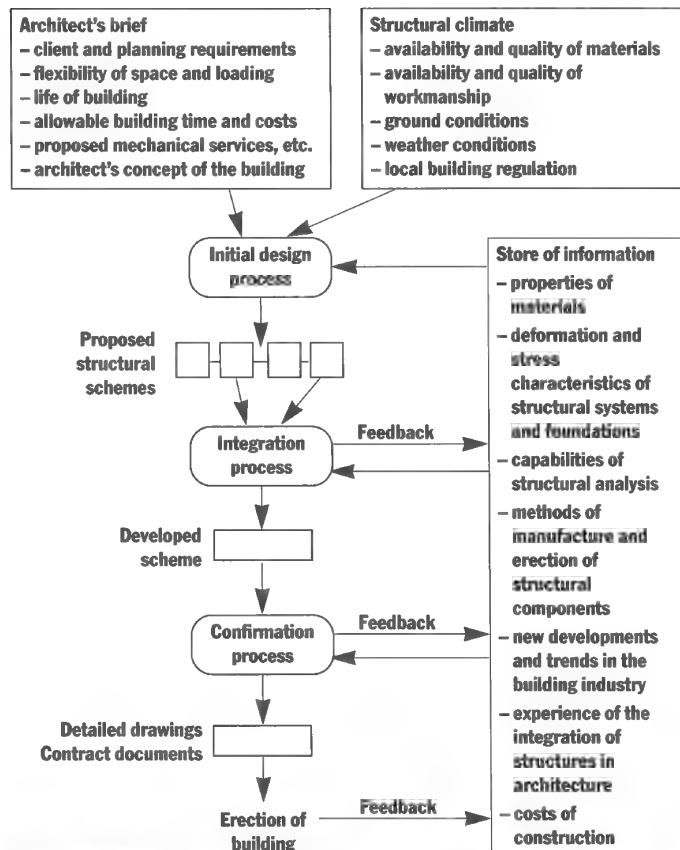 Architect's brief
– client and planning requirements
– flexibility of space and loading
– life of building
– allowable building time and costs
– proposed mechanical services, etc.
– architect's concept of the building
Structural climate
– availability and quality of materials
– availability and quality of
workmanship
– ground conditions
– weather conditions
– local building regulation
Initial design
process
Proposed
structural
schemes
Integration
process
Feedback
Developed
scheme
Confirmation
process
Feedback
Detailed drawings
Contract documents
Erection of
building
Feedback
Store of information
– properties of
materials
– deformation and
stress
characteristics of
structural systems
and foundations
– capabilities of
structural analysis
– methods of
manufacture and
erection of
structural
components
– new developments
and trends in the
building industry
– experience of the
integration of
structures in
architecture
– costs of
construction